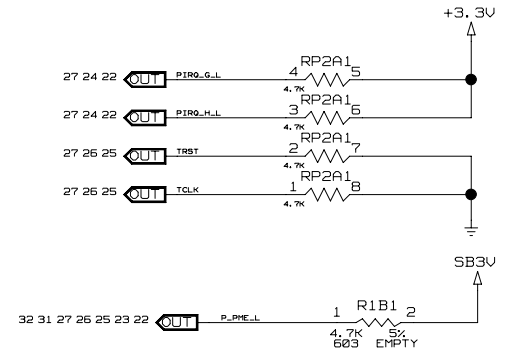 +3.3V
RP2A1
27 24 22 OUT PIRQ_G_L 4 5
4.7K
RP2A1
27 24 22 OUT PIRQ_H_L 3 6
4.7K
RP2A1
27 26 25 OUT TRST 2 7
4.7K
RP2A1
27 26 25 OUT TCLK 1 8
4.7K
SB3V
R1B1
32 31 27 26 25 23 22 OUT P_PME_L 1 2
4.7K 5%
603 EMPTY